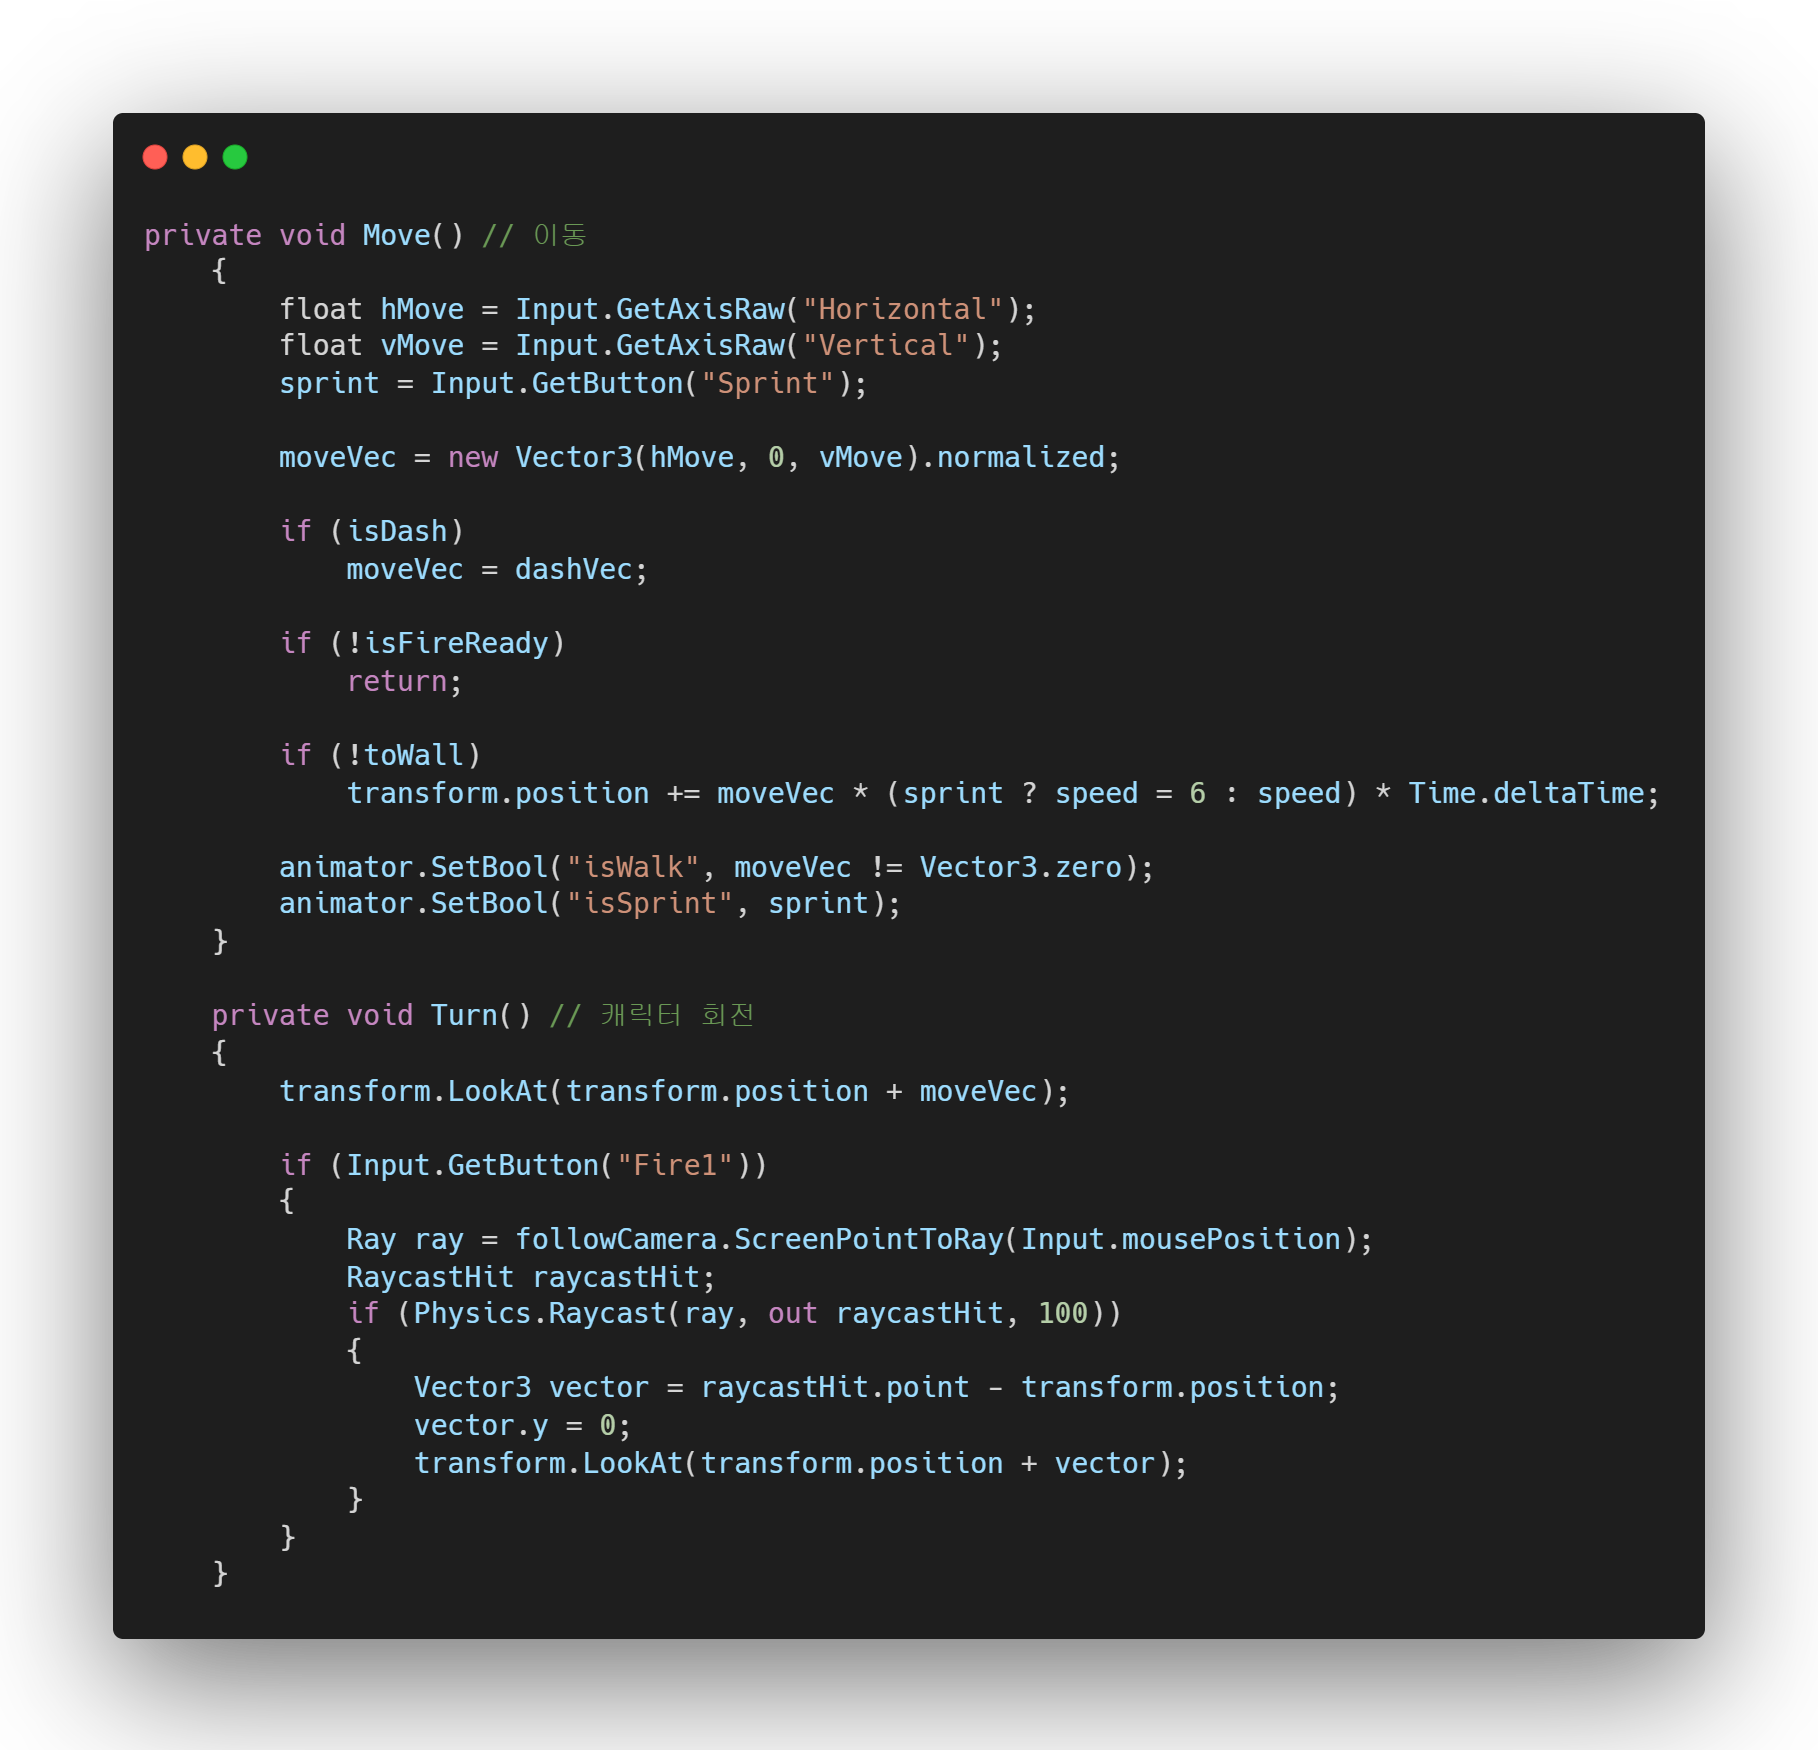 private void Move() // 이동
    {
        float hMove = Input.GetAxisRaw("Horizontal");
        float vMove = Input.GetAxisRaw("Vertical");
        sprint = Input.GetButton("Sprint");

        moveVec = new Vector3(hMove, 0, vMove).normalized;

        if (isDash)
            moveVec = dashVec;

        if (!isFireReady)
            return;

        if (!toWall)
            transform.position += moveVec * (sprint ? speed = 6 : speed) * Time.deltaTime;

        animator.SetBool("isWalk", moveVec != Vector3.zero);
        animator.SetBool("isSprint", sprint);
    }

    private void Turn() // 캐릭터 회전
    {
        transform.LookAt(transform.position + moveVec);

        if (Input.GetButton("Fire1"))
        {
            Ray ray = followCamera.ScreenPointToRay(Input.mousePosition);
            RaycastHit raycastHit;
            if (Physics.Raycast(ray, out raycastHit, 100))
            {
                Vector3 vector = raycastHit.point - transform.position;
                vector.y = 0;
                transform.LookAt(transform.position + vector);
            }
        }
    }